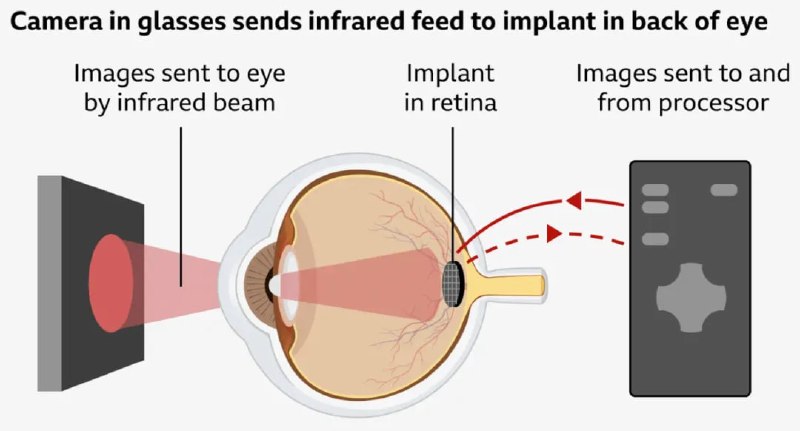 Camera in glasses sends infrared feed to implant in back of eye
Images sent to eye
by infrared beam
Implant
in retina
Images sent to and
from processor